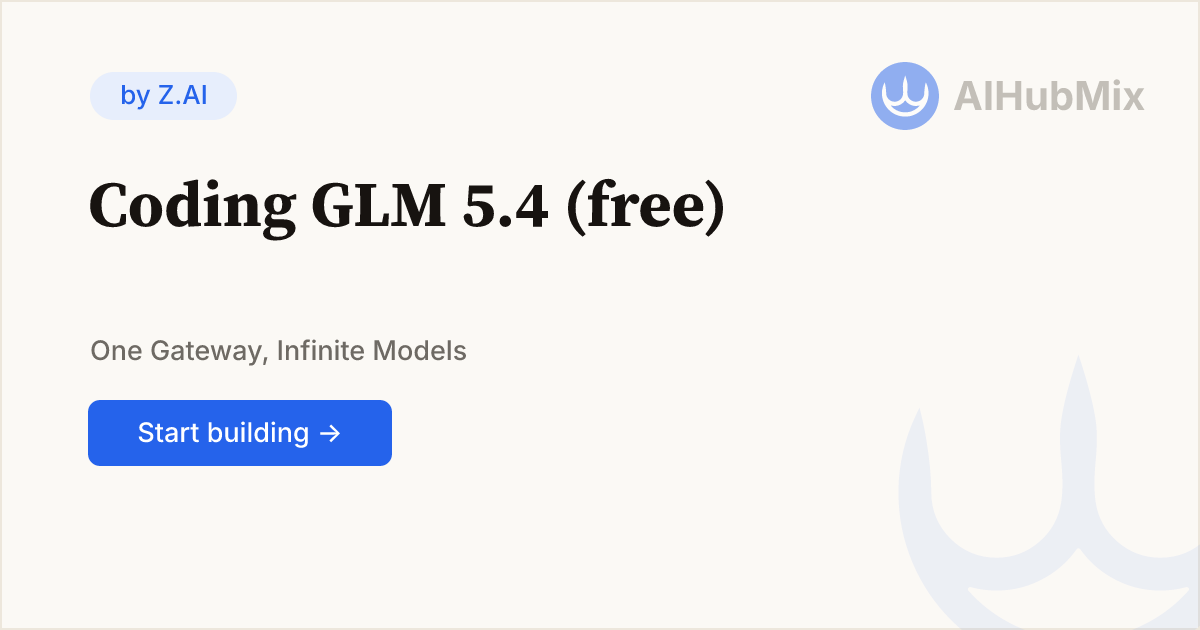 by Z.AI
AIHubMix
Coding GLM 5.4 (free)
One Gateway, Infinite Models
Start building →